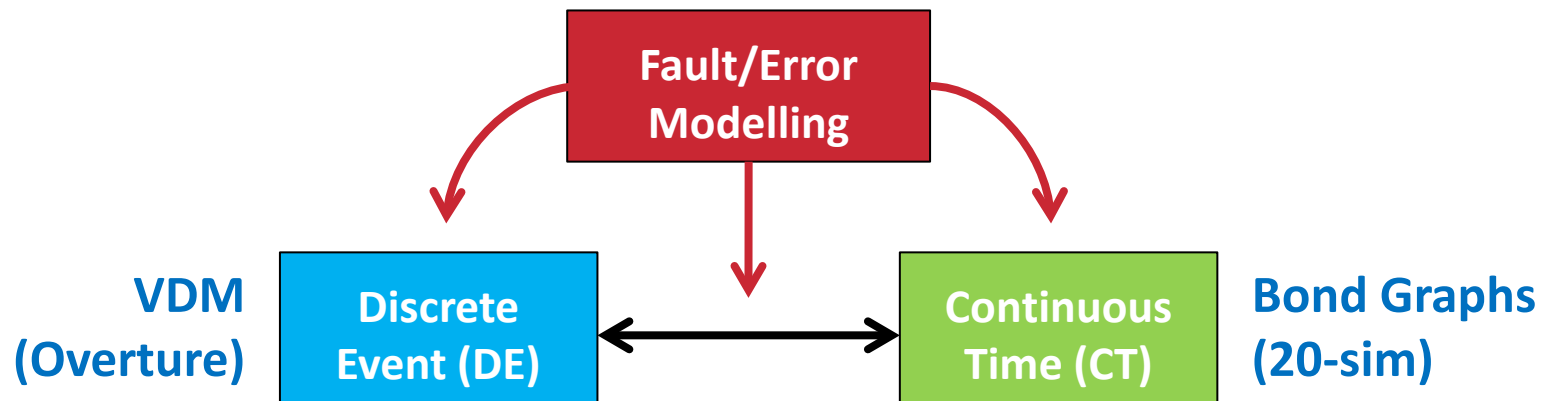 Fault/Error
Modelling
VDM
(Overture)
Discrete
Event (DE)
Continuous
Time (CT)
Bond Graphs
(20-sim)